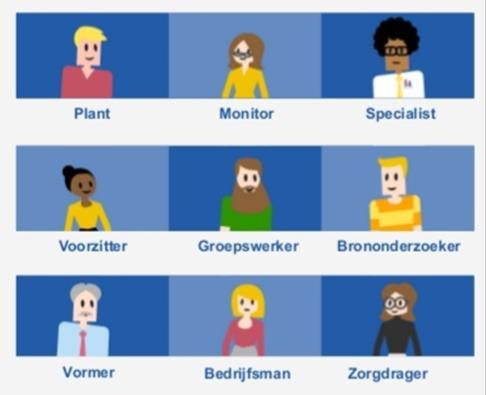 Plant Monitor Specialist
Voorzitter Groepswerker Brononderzoeker
Vormer Bedrijfsman Zorgdrager